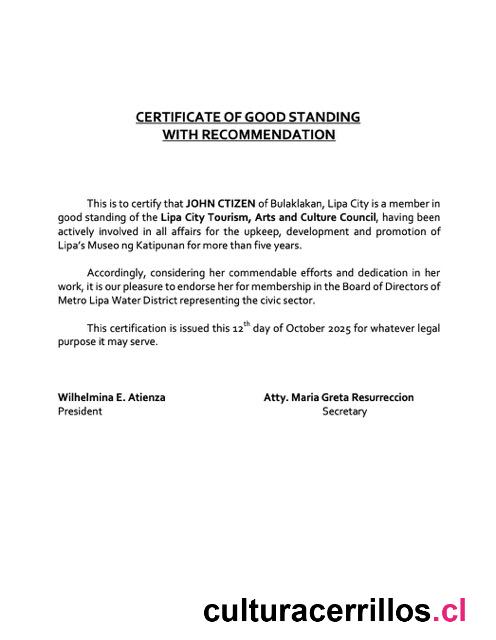 CERTIFICATE OF GOOD STANDING
WITH RECOMMENDATION
This is to certify that JOHN CTIZEN of Bulaklakan, Lipa City is a member in
good standing of the Lipa City Tourism, Arts and Culture Council, having been
actively involved in all affairs for the upkeep, development and promotion of
Lipa's Museo ng Katipunan for more than five years.
Accordingly, considering her commendable efforts and dedication in her
work, it is our pleasure to endorse her for membership in the Board of Directors of
Metro Lipa Water District representing the civic sector.
This certification is issued this 12th day of October 2025 for whatever legal
purpose it may serve.
Wilhelmina E. Atienza Atty. Maria Greta Resurreccion
President Secretary
culturacerrillos.cl